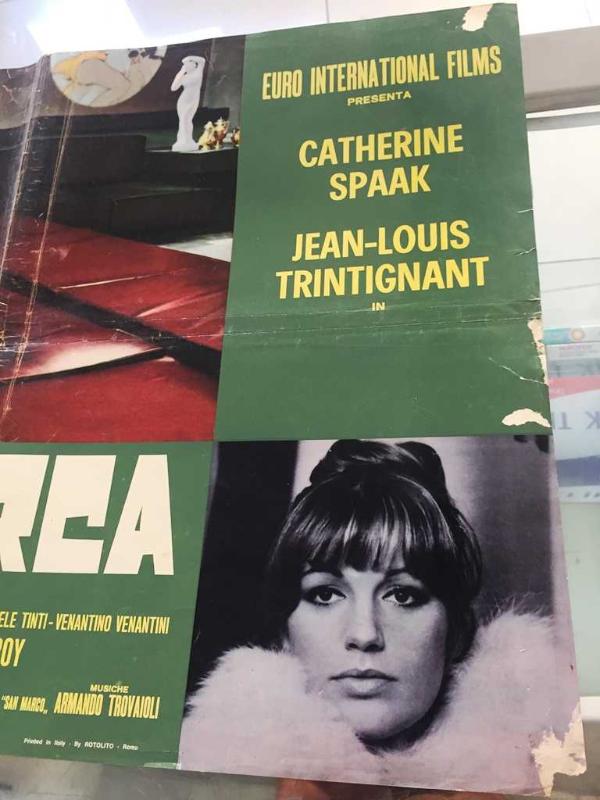 EURO INTERNATIONAL FILMS
PRESENTA
CATHERINE
SPAAK
JEAN-LOUIS
TRINTIGNANT
IN
RCA
ELE TINTI - VENANTINO VENANTINI
ROY
"SAN MARCO„
MUSICHE
ARMANDO TROVAIOLI
Printed in Italy - By ROTOLITO - Roma